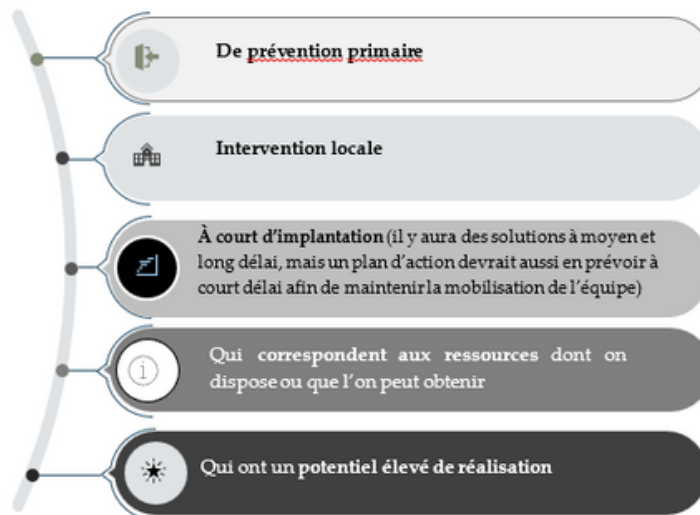 De prévention primaire
Intervention locale
À court d'implantation (il y aura des solutions à moyen et
long délai, mais un plan d'action devrait aussi en prévoir à
court délai afin de maintenir la mobilisation de l'équipe)
Qui correspondent aux ressources dont on
dispose ou que l'on peut obtenir
Qui ont un potentiel élevé de réalisation